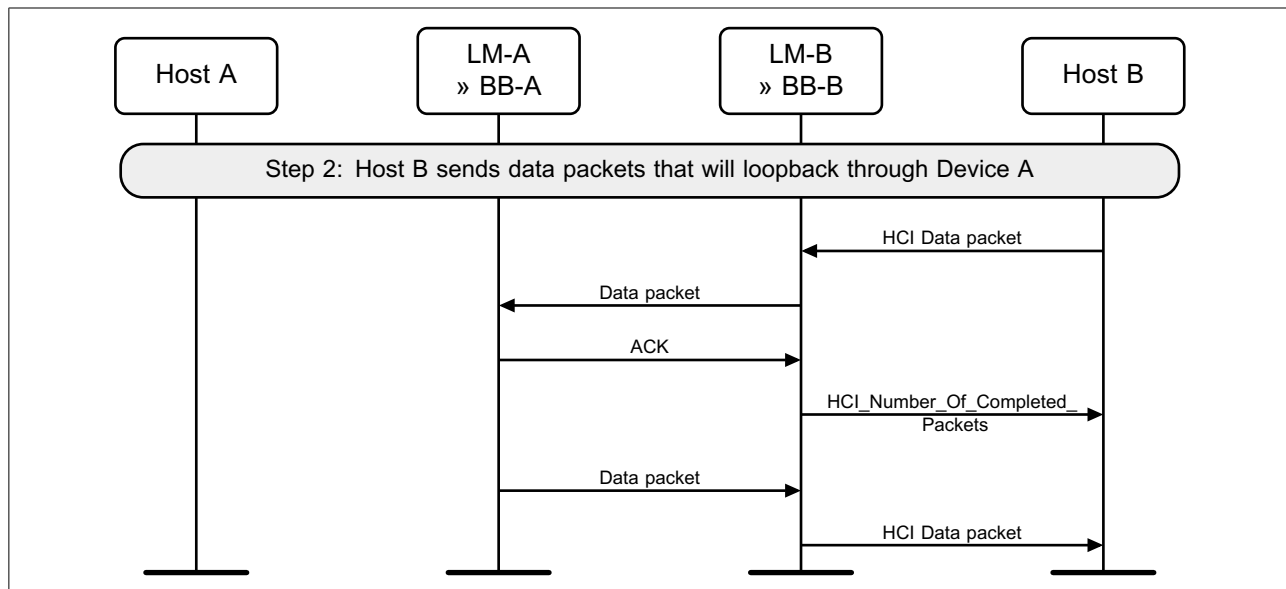 Host A
LM-A
» BB-A
LM-B
» BB-B
Host B
Step 2: Host B sends data packets that will loopback through Device A
HCI Data packet
Data packet
ACK
HCI_Number_Of_Completed_
Packets
Data packet
HCI Data packet